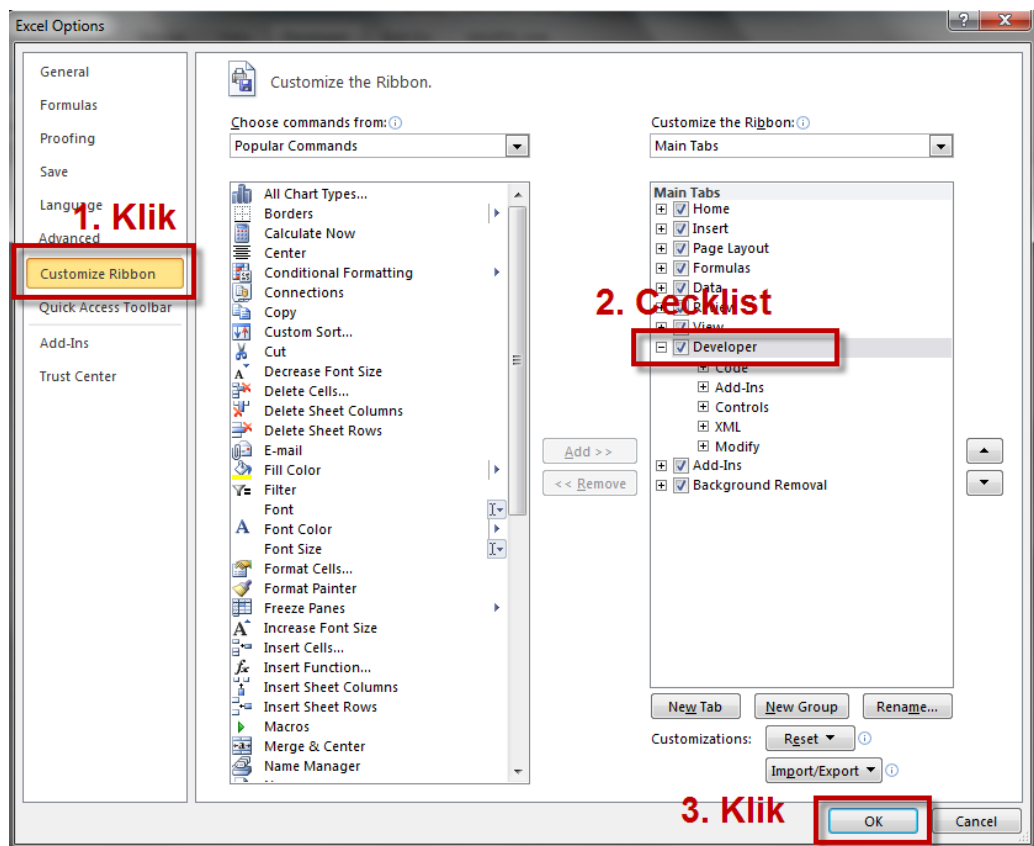 Excel Options
General
Formulas
Proofing
Save
Language
Advanced
Customize Ribbon
Quick Access Toolbar
Add-Ins
Trust Center
1. Klik
Customize the Ribbon.
Choose commands from:
Popular Commands
All Chart Types...
Borders
Calculate Now
Center
Conditional Formatting
Connections
Copy
Custom Sort...
Cut
Decrease Font Size
Delete Cells...
Delete Sheet Columns
Delete Sheet Rows
E-mail
Fill Color
Filter
Font
Font Color
Font Size
Format Cells...
Format Painter
Freeze Panes
Increase Font Size
Insert Cells...
Insert Function...
Insert Sheet Columns
Insert Sheet Rows
Macros
Merge & Center
Name Manager
Add >>
<< Remove
Customize the Ribbon:
Main Tabs
Main Tabs
Home
Insert
Page Layout
Formulas
Data
Review
View
2. Cecklist
Developer
Code
Add-Ins
Controls
XML
Modify
Add-Ins
Background Removal
New Tab
New Group
Rename...
Customizations:
Reset
Import/Export
3. Klik
OK
Cancel